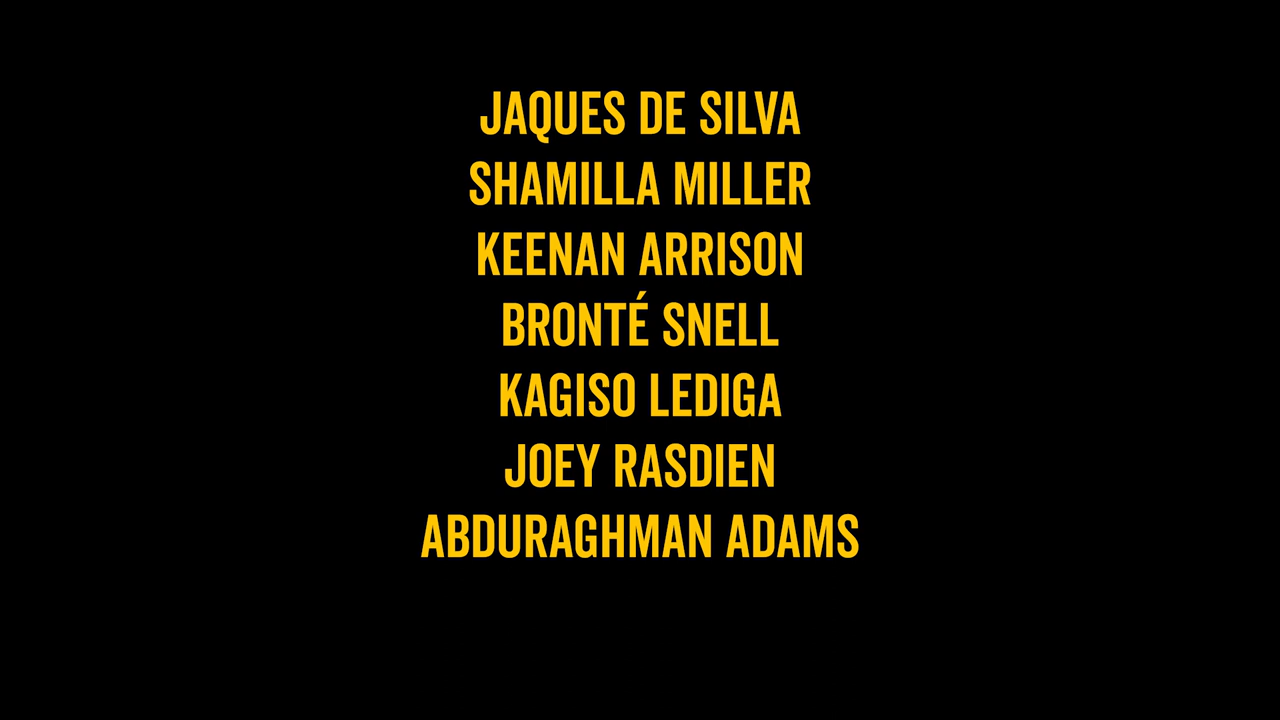 JAQUES DE SILVA
SHAMILLA MILLER
KEENAN ARRISON
BRONTÉ SNELL
KAGISO LEDIGA
JOEY RASDIEN
ABDURAGHMAN ADAMS